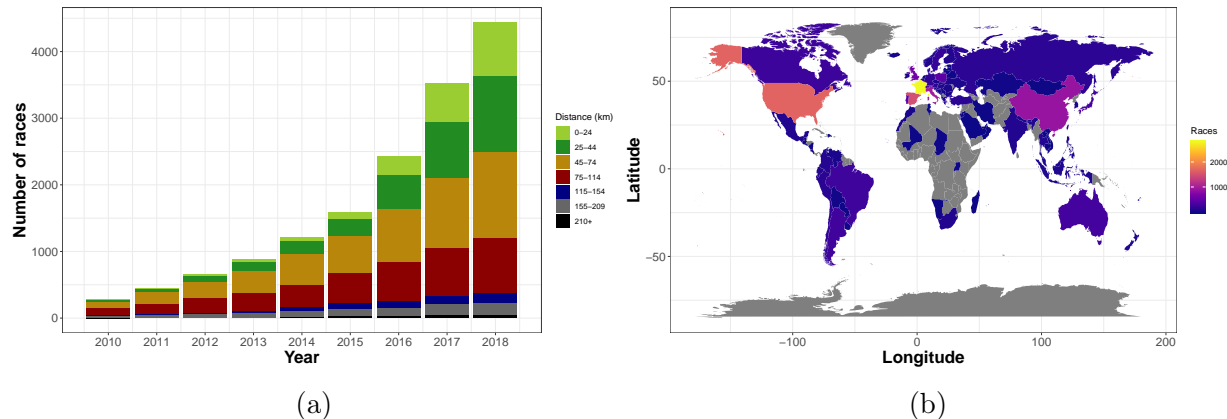 Number of races
4000
3000
2000
1000
0
2010 2011 2012 2013 2014 2015 2016 2017 2018
Year
Distance (km)
0−24
25−44
45−74
75−114
115−154
155−209
210+
(a)
Latitude
50
0
−50
−100 0 100 200
Longitude
Races
2000
1000
(b)